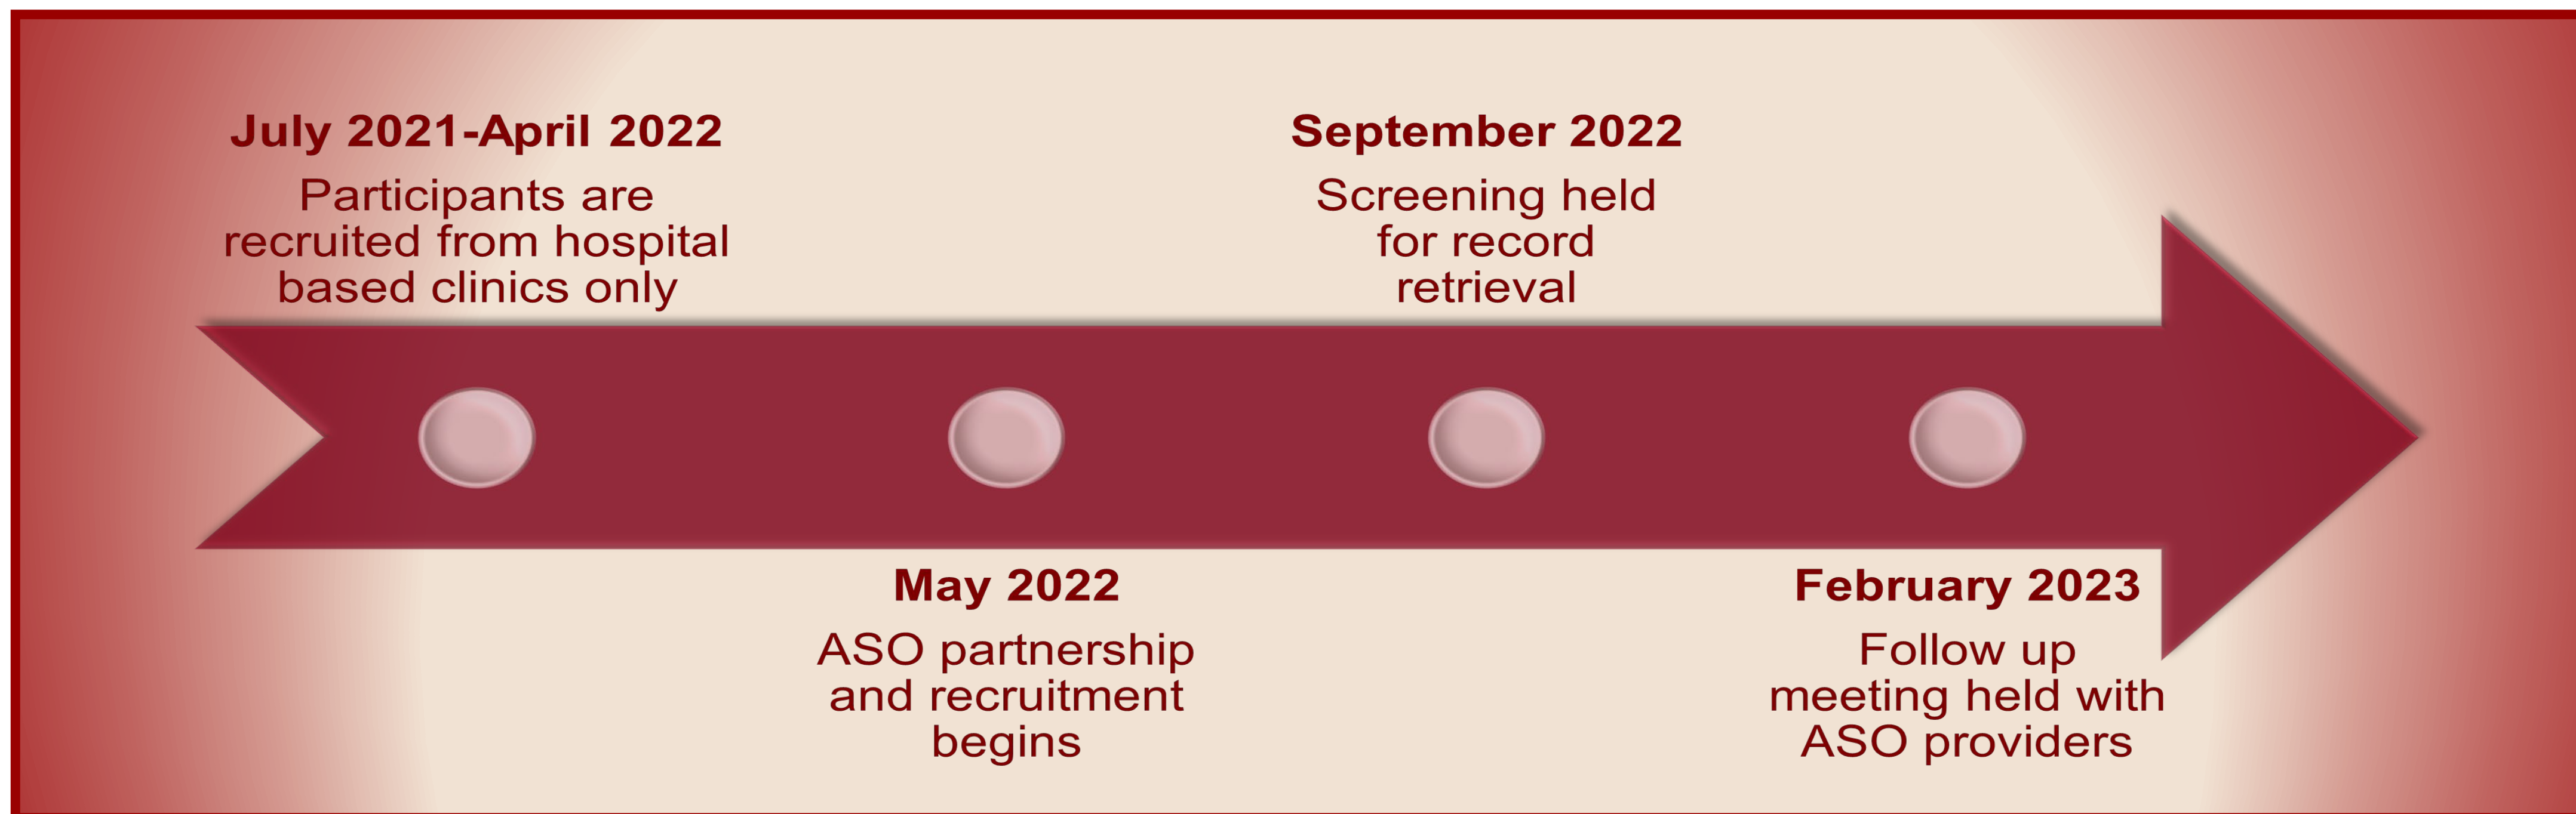 July 2021-April 2022
Participants are
recruited from hospital
based clinics only
May 2022
ASO partnership
and recruitment
begins
September 2022
Screening held
for record
retrieval
February 2023
Follow up
meeting held with
ASO providers